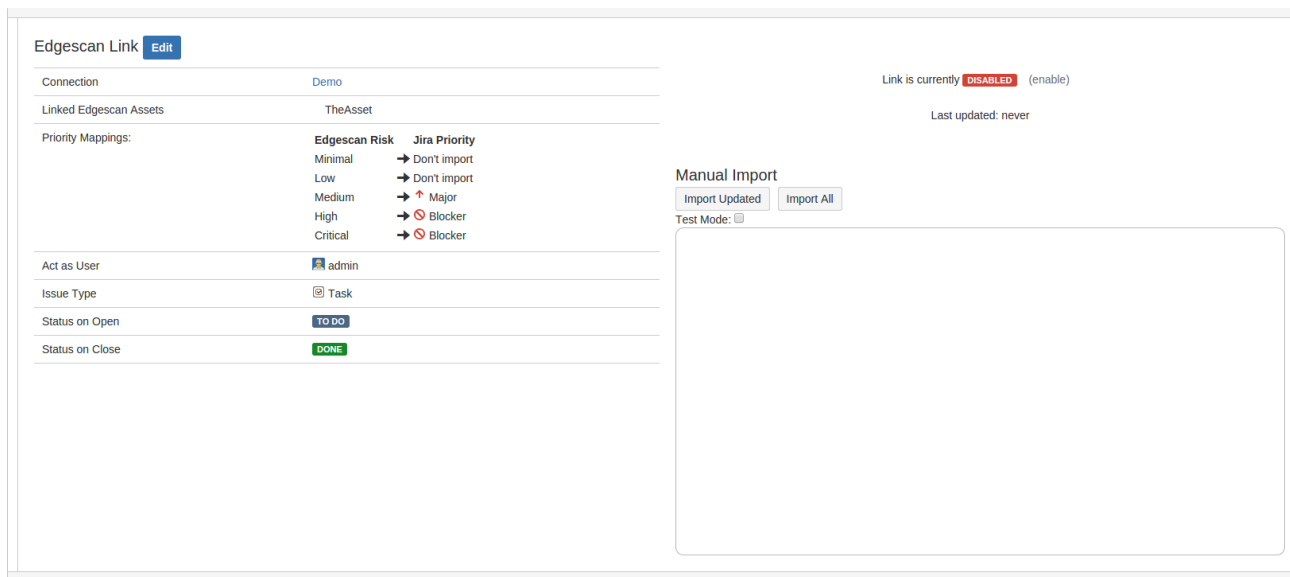 Edgescan Link Edit
Connection Demo
Linked Edgescan Assets TheAsset
Priority Mappings:
Edgescan Risk Jira Priority
Minimal Don't import
Low Don't import
Medium Major
High Blocker
Critical Blocker
Act as User admin
Issue Type Task
Status on Open TO DO
Status on Close DONE
Link is currently DISABLED (enable)
Last updated: never
Manual Import
Import Updated Import All
Test Mode: